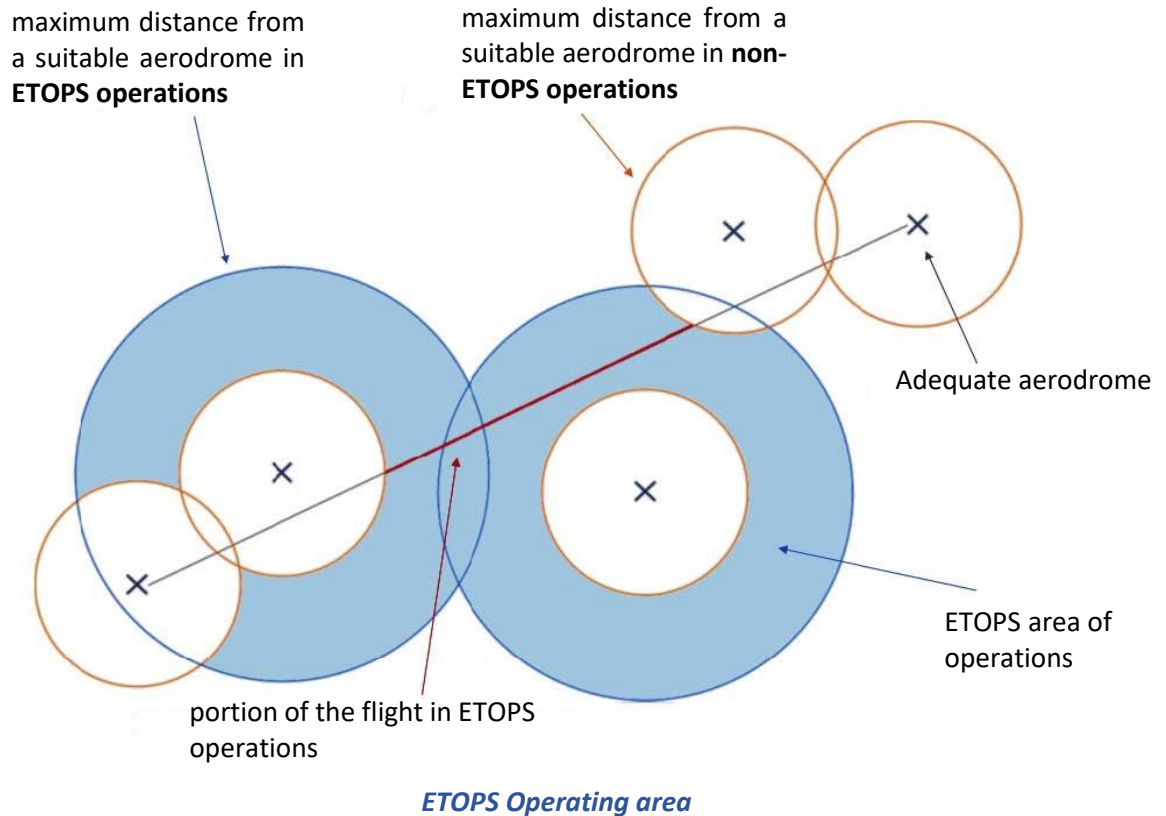 maximum distance from
a suitable aerodrome in
ETOPS operations
maximum distance from a
suitable aerodrome in non-
ETOPS operations
Adequate aerodrome
ETOPS area of
operations
portion of the flight in ETOPS
operations
ETOPS Operating area